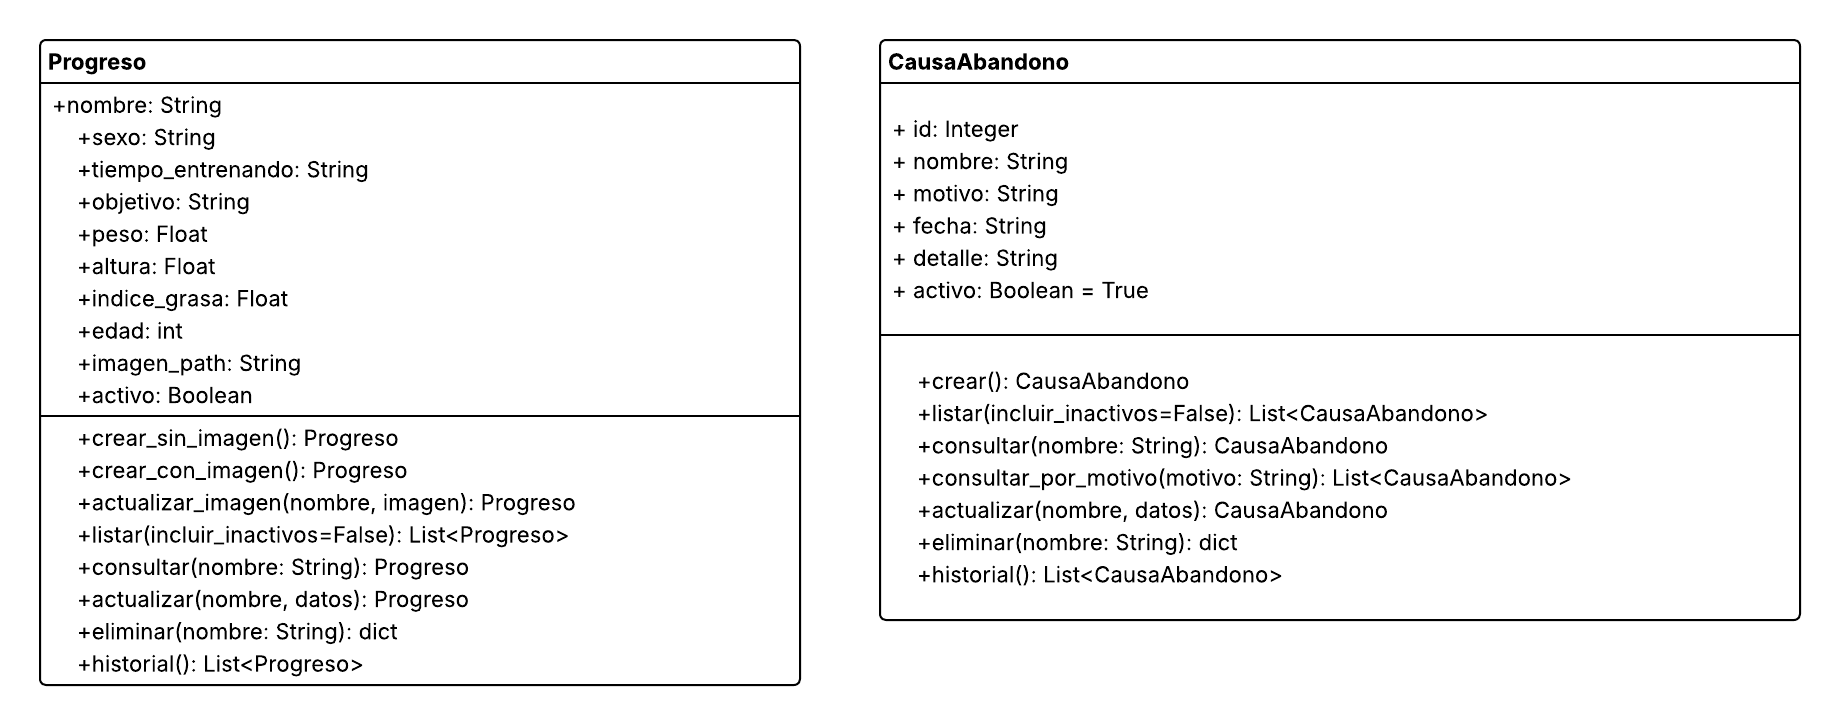 Progreso
+nombre: String
+sexo: String
+tiempo_entrenando: String
+objetivo: String
+peso: Float
+altura: Float
+indice_grasa: Float
+edad: int
+imagen_path: String
+activo: Boolean
+crear_sin_imagen(): Progreso
+crear_con_imagen(): Progreso
+actualizar_imagen(nombre, imagen): Progreso
+listar(incluir_inactivos=False): List<Progreso>
+consultar(nombre: String): Progreso
+actualizar(nombre, datos): Progreso
+eliminar(nombre: String): dict
+historial(): List<Progreso>
CausaAbandono
+ id: Integer
+ nombre: String
+ motivo: String
+ fecha: String
+ detalle: String
+ activo: Boolean = True
+crear(): CausaAbandono
+listar(incluir_inactivos=False): List<CausaAbandono>
+consultar(nombre: String): CausaAbandono
+consultar_por_motivo(motivo: String): List<CausaAbandono>
+actualizar(nombre, datos): CausaAbandono
+eliminar(nombre: String): dict
+historial(): List<CausaAbandono>